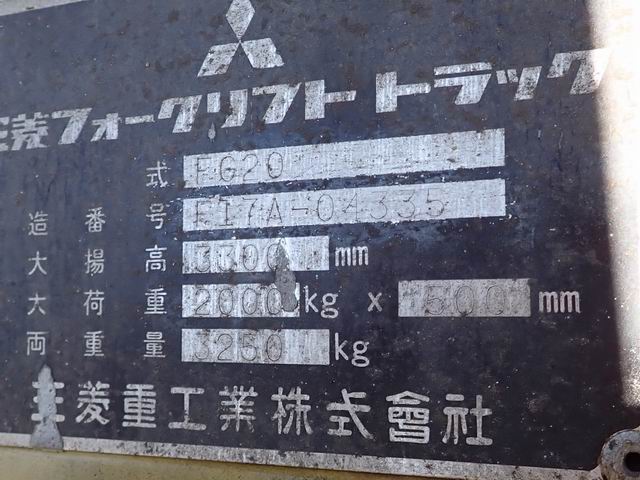 三菱フォークリフトトラック
式 FG20
造番号 F17A-04335
大揚高 3300 mm
大荷重 2000 kg x 500 mm
両重量 3250 kg
三菱重工業株式會社